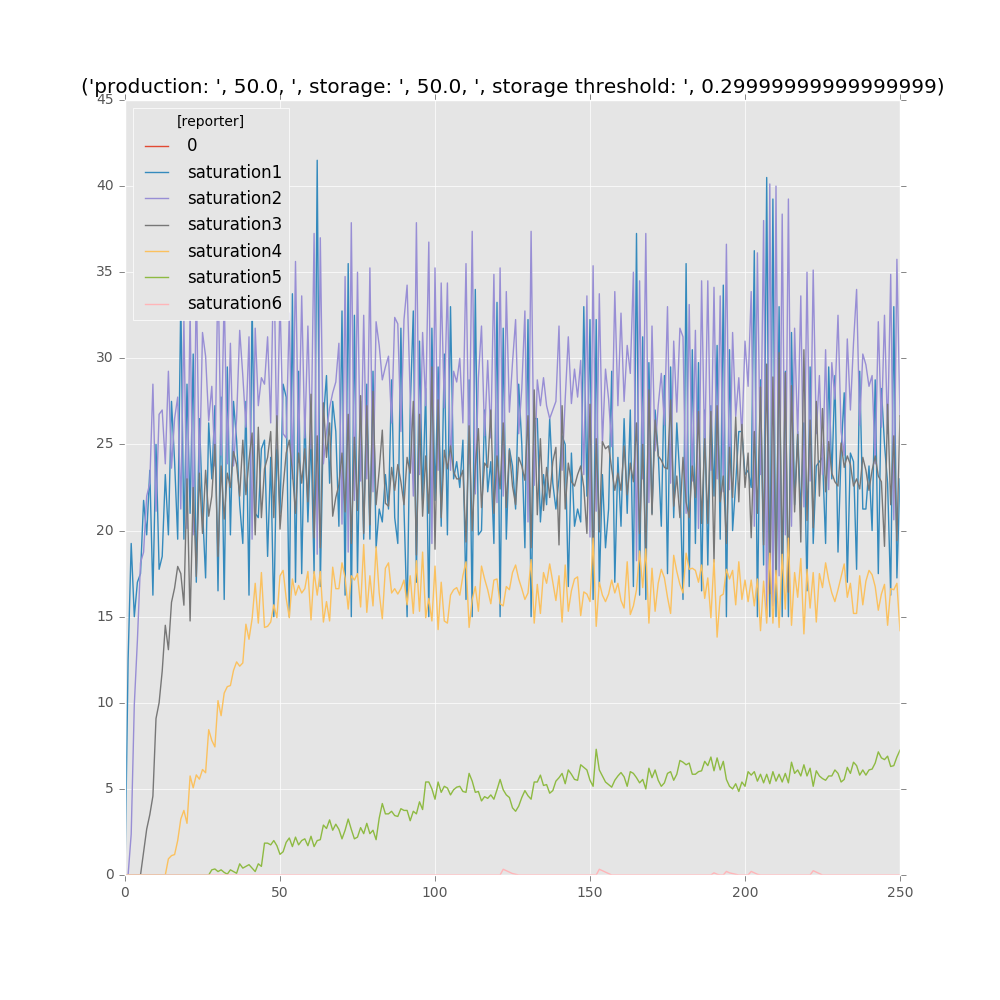 ('production: ', 50.0, ', storage: ', 50.0, ', storage threshold: ', 0.29999999999999999)
45
40
35
30
25
20
15
10
5
0
[reporter]
0
saturation1
saturation2
saturation3
saturation4
saturation5
saturation6
0
50
100
150
200
250